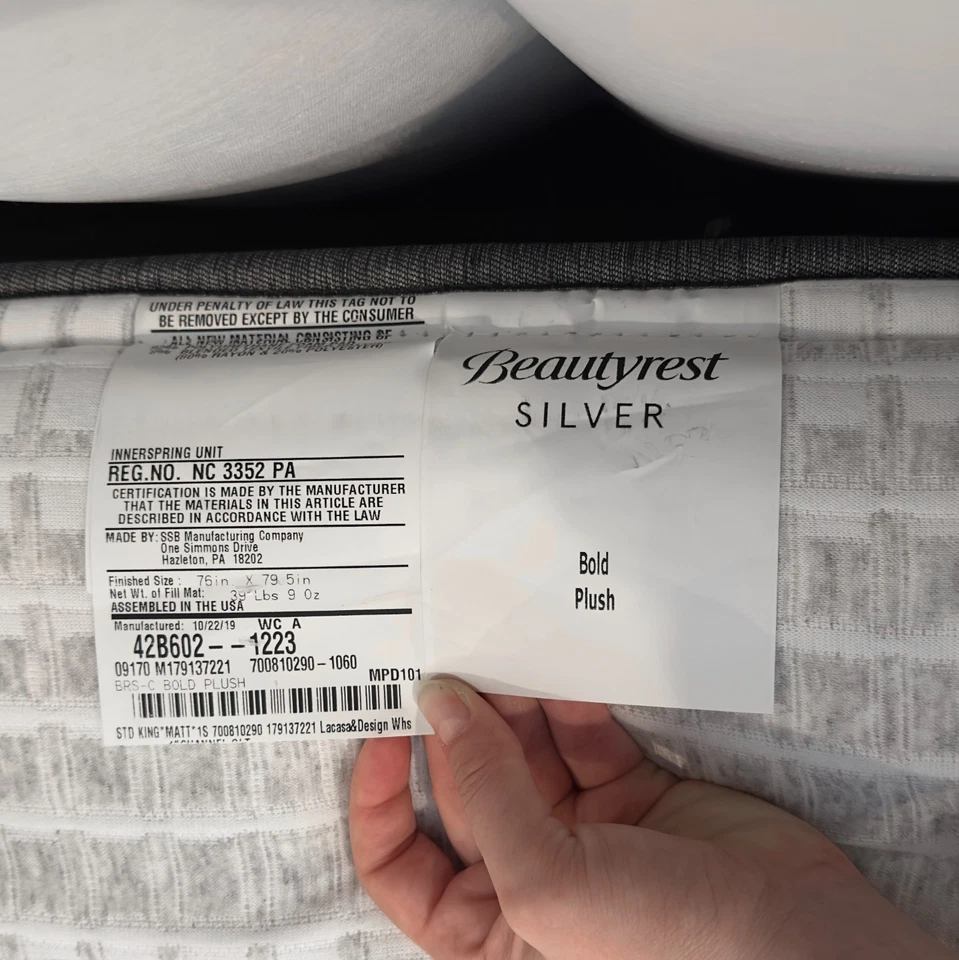 UNDER PENALTY OF LAW THIS TAG NOT TO
BE REMOVED EXCEPT BY THE CONSUMER
ALL NEW MATERIAL CONSISTING OF
INNERSPRING UNIT
REG.NO. NC 3352 PA
CERTIFICATION IS MADE BY THE MANUFACTURER
THAT THE MATERIALS IN THIS ARTICLE ARE
DESCRIBED IN ACCORDANCE WITH THE LAW
MADE BY: SSB Manufacturing Company
One Simmons Drive
Hazleton, PA 18202
Finished Size : 76in. X 79.5in
Net Wt. of Fill Mat: 39 Lbs 9 Oz
ASSEMBLED IN THE USA
Manufactured: 10/22/19 WC A
42B602--1223
09170 M179137221 700810290-1060
MPD101
BRS-C BOLD PLUSH
STD KING*MATT*1S 700810290 179137221 Lacasa&Design Whs
Beautyrest
SILVER
Bold
Plush